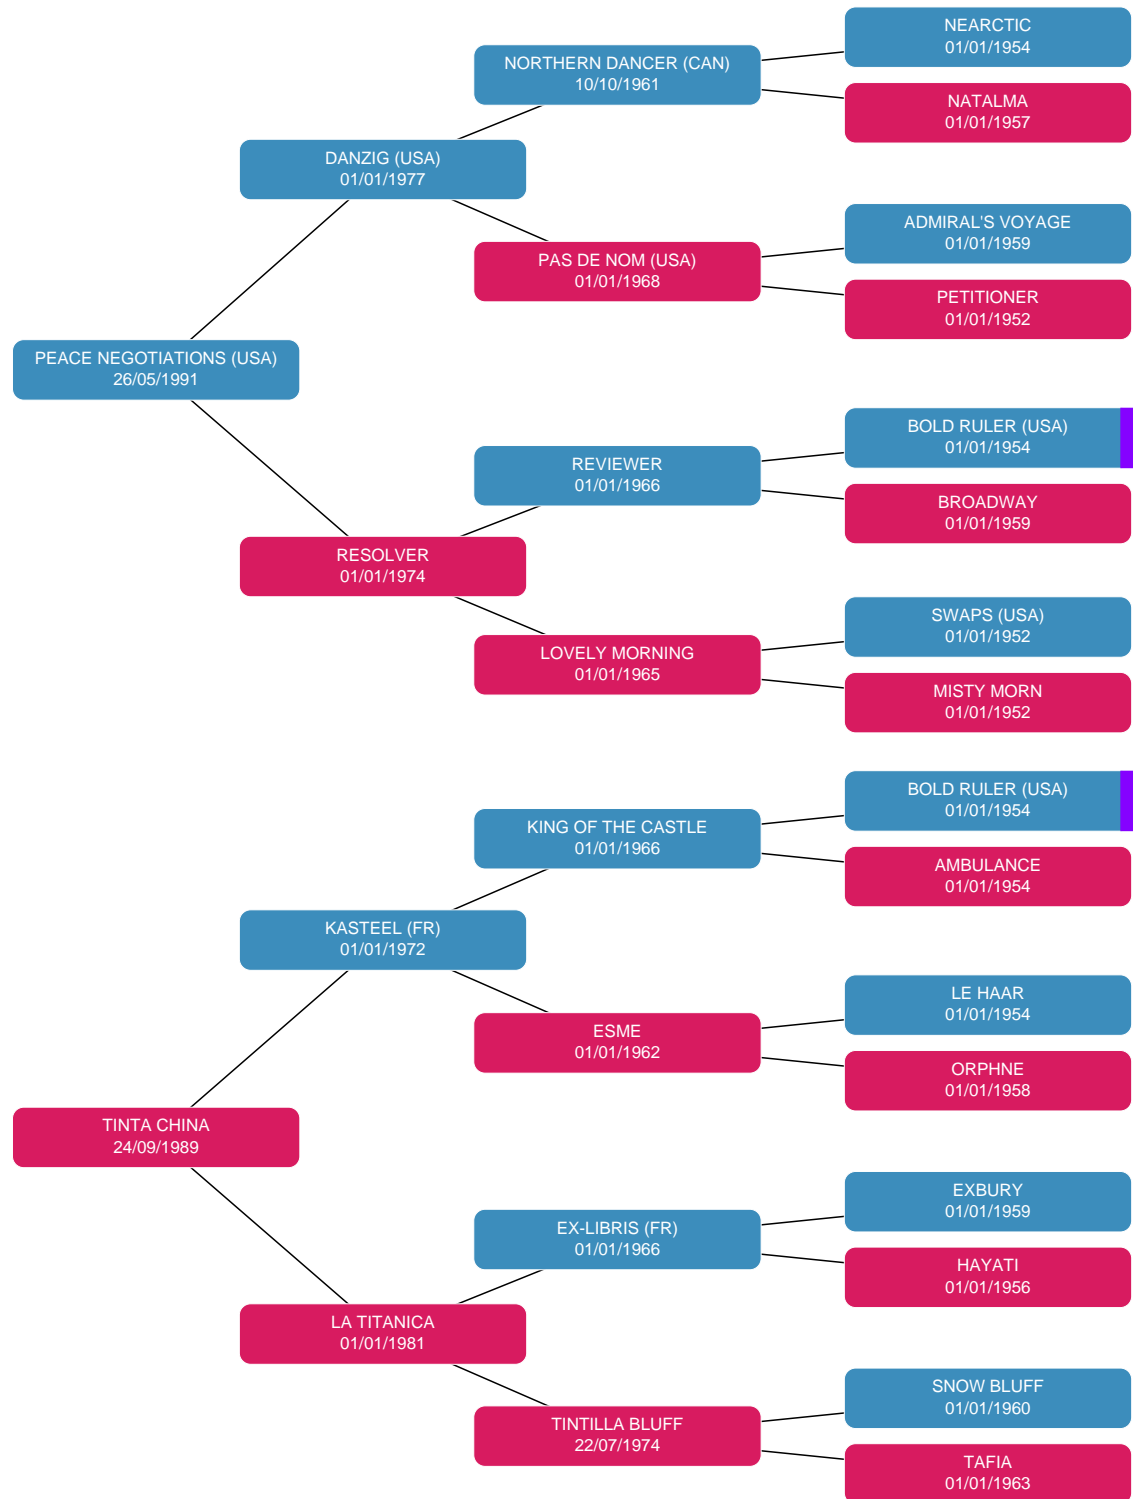 NEARCTIC
01/01/1954
NORTHERN DANCER (CAN)
10/10/1961
NATALMA
01/01/1957
DANZIG (USA)
01/01/1977
ADMIRAL'S VOYAGE
01/01/1959
PAS DE NOM (USA)
01/01/1968
PETITIONER
01/01/1952
PEACE NEGOTIATIONS (USA)
26/05/1991
BOLD RULER (USA)
01/01/1954
REVIEWER
01/01/1966
BROADWAY
01/01/1959
RESOLVER
01/01/1974
SWAPS (USA)
01/01/1952
LOVELY MORNING
01/01/1965
MISTY MORN
01/01/1952
BOLD RULER (USA)
01/01/1954
KING OF THE CASTLE
01/01/1966
AMBULANCE
01/01/1954
KASTEEL (FR)
01/01/1972
LE HAAR
01/01/1954
ESME
01/01/1962
ORPHNE
01/01/1958
TINTA CHINA
24/09/1989
EXBURY
01/01/1959
EX-LIBRIS (FR)
01/01/1966
HAYATI
01/01/1956
LA TITANICA
01/01/1981
SNOW BLUFF
01/01/1960
TINTILLA BLUFF
22/07/1974
TAFIA
01/01/1963